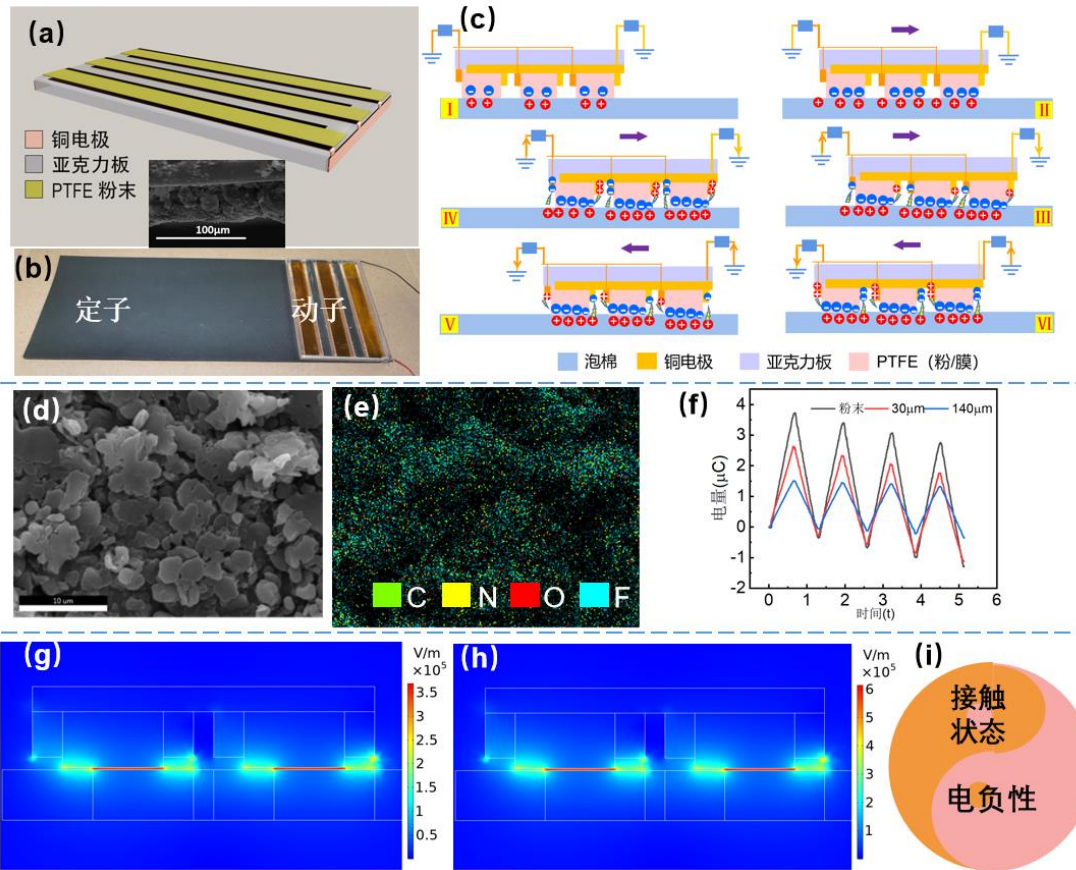 (a)
铜电极
亚克力板
PTFE 粉末
100μm
(b)
定子
动子
(c)
I
II
IV
III
V
VI
泡棉
铜电极
亚克力板
PTFE（粉/膜）
(d)
10 um
(e)
C N O F
(f)
粉末 30μm 140μm
电量(μC)
4
3
2
1
0
-1
-2
0 1 2 3 4 5 6
时间(t)
(g)
V/m
×10⁵
3.5
3
2.5
2
1.5
1
0.5
(h)
V/m
×10⁵
6
5
4
3
2
1
(i)
接触
状态
电负性